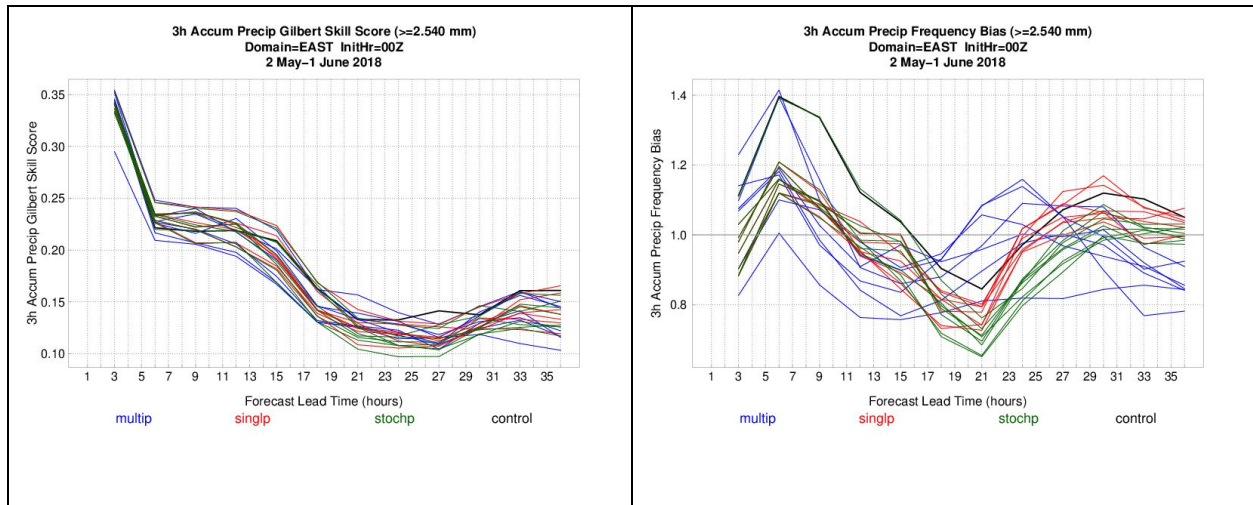 3h Accum Precip Gilbert Skill Score (>=2.540 mm)
Domain=EAST InitHr=00Z
2 May−1 June 2018
3h Accum Precip Gilbert Skill Score
0.35
0.30
0.25
0.20
0.15
0.10
1 3 5 7 9 11 13 15 17 19 21 23 25 27 29 31 33 35
Forecast Lead Time (hours)
multip singlp stochp control
3h Accum Precip Frequency Bias (>=2.540 mm)
Domain=EAST InitHr=00Z
2 May−1 June 2018
3h Accum Precip Frequency Bias
1.4
1.2
1.0
0.8
1 3 5 7 9 11 13 15 17 19 21 23 25 27 29 31 33 35
Forecast Lead Time (hours)
multip singlp stochp control